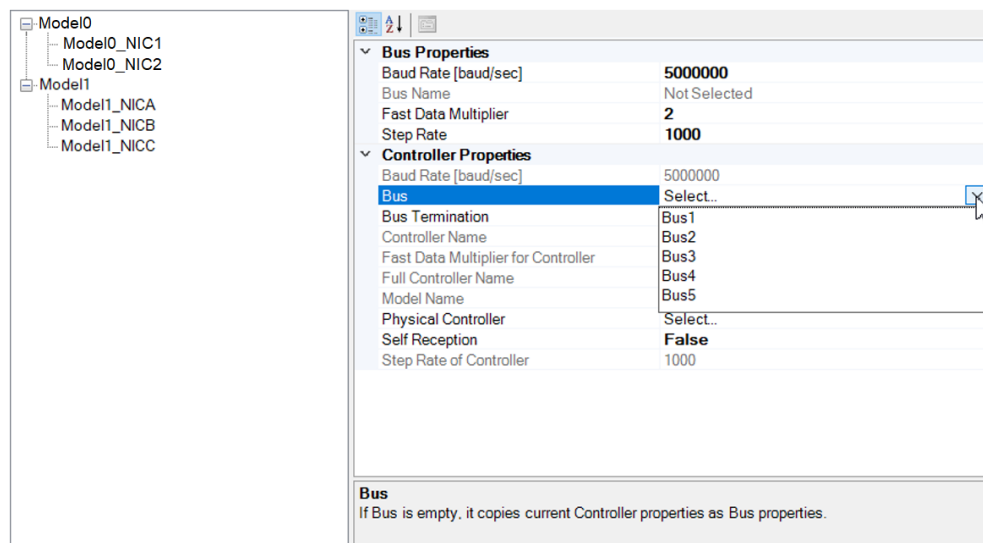 Model0
Model0_NIC1
Model0_NIC2
Model1
Model1_NICA
Model1_NICB
Model1_NICC
Bus Properties
Baud Rate [baud/sec] 5000000
Bus Name Not Selected
Fast Data Multiplier 2
Step Rate 1000
Controller Properties
Baud Rate [baud/sec] 5000000
Bus Select...
Bus Termination
Controller Name
Fast Data Multiplier for Controller
Full Controller Name
Model Name
Bus1
Bus2
Bus3
Bus4
Bus5
Physical Controller Select...
Self Reception False
Step Rate of Controller 1000
Bus
If Bus is empty, it copies current Controller properties as Bus properties.